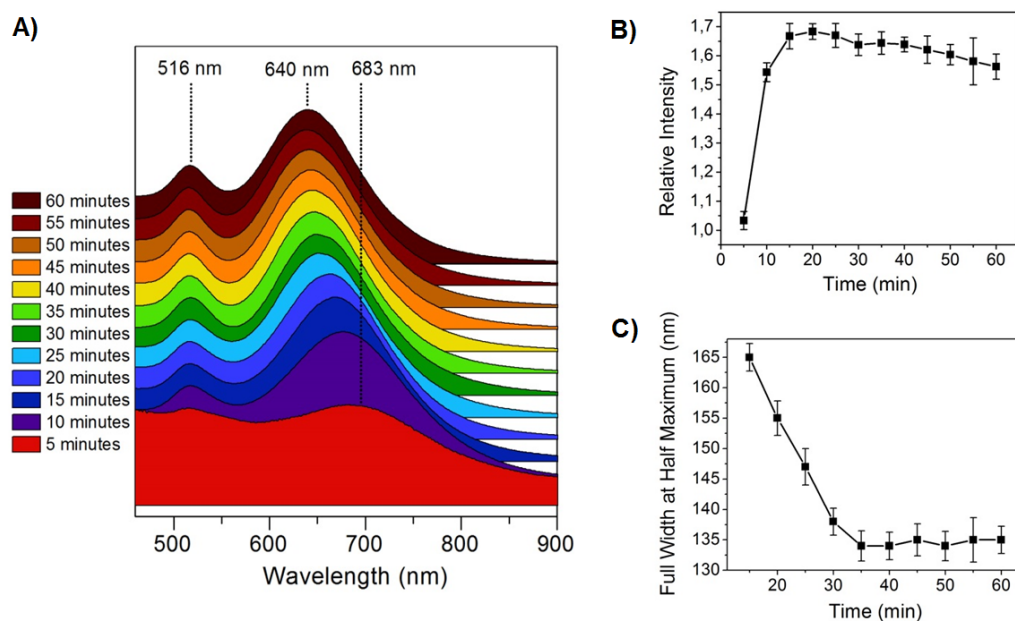 A)
516 nm 640 nm 683 nm
60 minutes
55 minutes
50 minutes
45 minutes
40 minutes
35 minutes
30 minutes
25 minutes
20 minutes
15 minutes
10 minutes
5 minutes
500 600 700 800 900
Wavelength (nm)
B)
Relative Intensity
1,7
1,6
1,5
1,4
1,3
1,2
1,1
1,0
0 10 20 30 40 50 60
Time (min)
C)
Full Width at Half Maximum (nm)
165
160
155
150
145
140
135
130
20 30 40 50 60
Time (min)